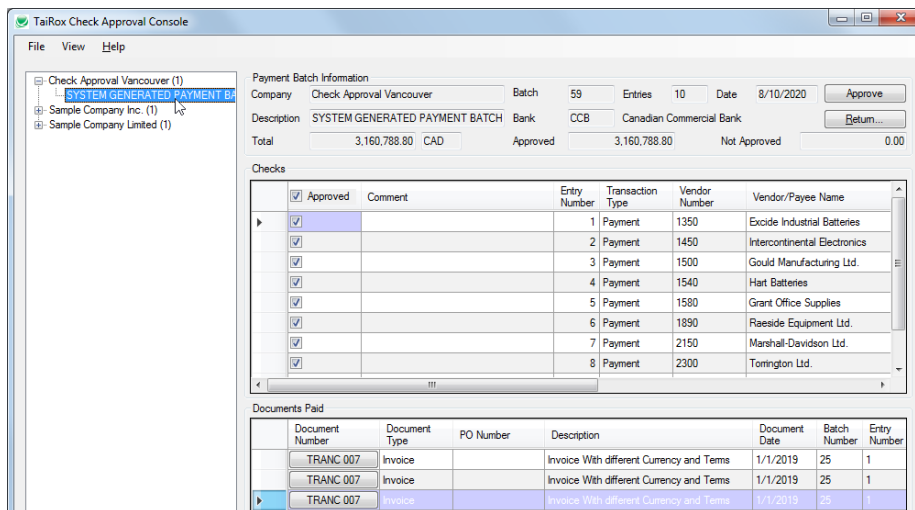 TaiRox Check Approval Console
File View Help
Check Approval Vancouver (1)
SYSTEM GENERATED PAYMENT BA
Sample Company Inc. (1)
Sample Company Limited (1)
Payment Batch Information
Company Check Approval Vancouver Batch 59 Entries 10 Date 8/10/2020 Approve
Description SYSTEM GENERATED PAYMENT BATCH Bank CCB Canadian Commercial Bank Return...
Total 3,160,788.80 CAD Approved 3,160,788.80 Not Approved 0.00
Checks
Approved Comment Entry Number Transaction Type Vendor Number Vendor/Payee Name
1 Payment 1350 Excide Industrial Batteries
2 Payment 1450 Intercontinental Electronics
3 Payment 1500 Gould Manufacturing Ltd.
4 Payment 1540 Hart Batteries
5 Payment 1580 Grant Office Supplies
6 Payment 1890 Raeside Equipment Ltd.
7 Payment 2150 Marshall-Davidson Ltd.
8 Payment 2300 Torrington Ltd.
Documents Paid
Document Number Document Type PO Number Description Document Date Batch Number Entry Number
TRANC 007 Invoice Invoice With different Currency and Terms 1/1/2019 25 1
TRANC 007 Invoice Invoice With different Currency and Terms 1/1/2019 25 1
TRANC 007 Invoice Invoice With different Currency and Terms 1/1/2019 25 1